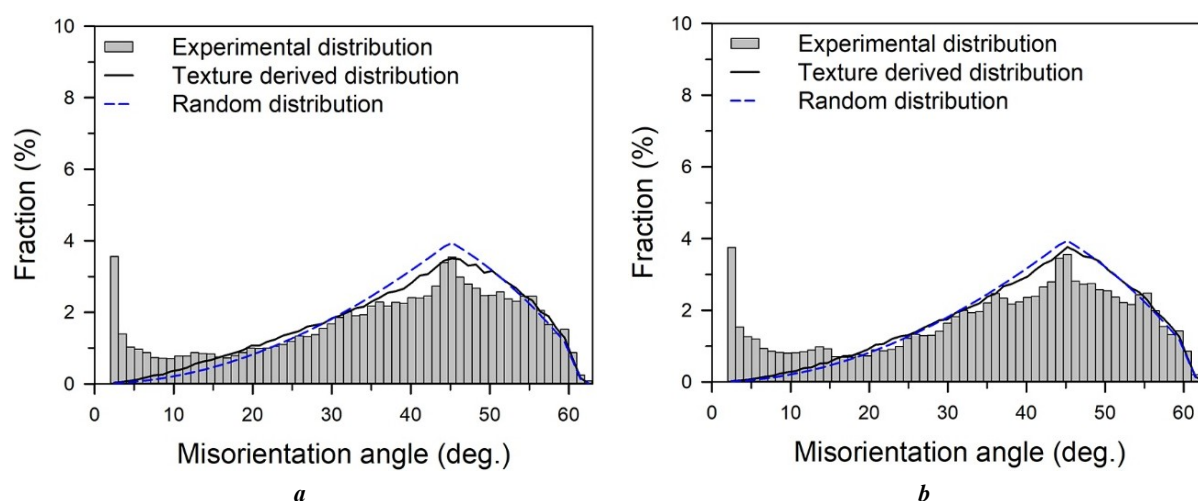 10
8
6
4
2
0
Fraction (%)
Experimental distribution
Texture derived distribution
Random distribution
0 10 20 30 40 50 60
Misorientation angle (deg.)
a
10
8
6
4
2
0
Fraction (%)
Experimental distribution
Texture derived distribution
Random distribution
0 10 20 30 40 50 60
Misorientation angle (deg.)
b